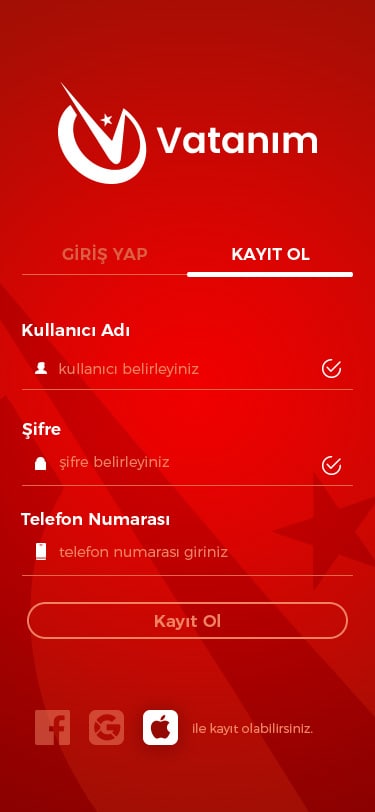 Vatanım
GİRİŞ YAP KAYIT OL
Kullanıcı Adı
kullanıcı belirleyiniz
Şifre
şifre belirleyiniz
Telefon Numarası
telefon numarası giriniz
Kayıt Ol
ile kayıt olabilirsiniz.